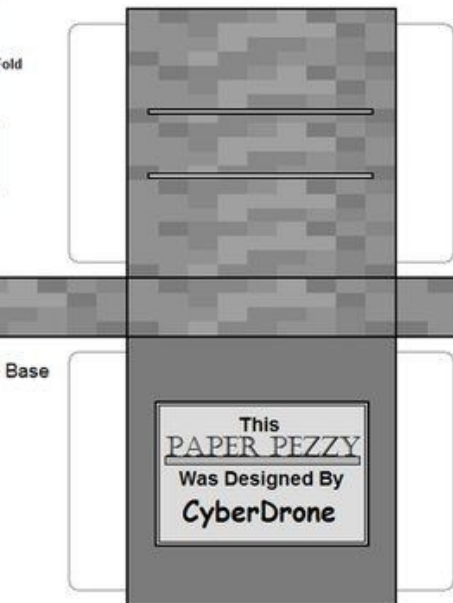 Fold
Base
This
PAPER PEZZY
Was Designed By
CyberDrone